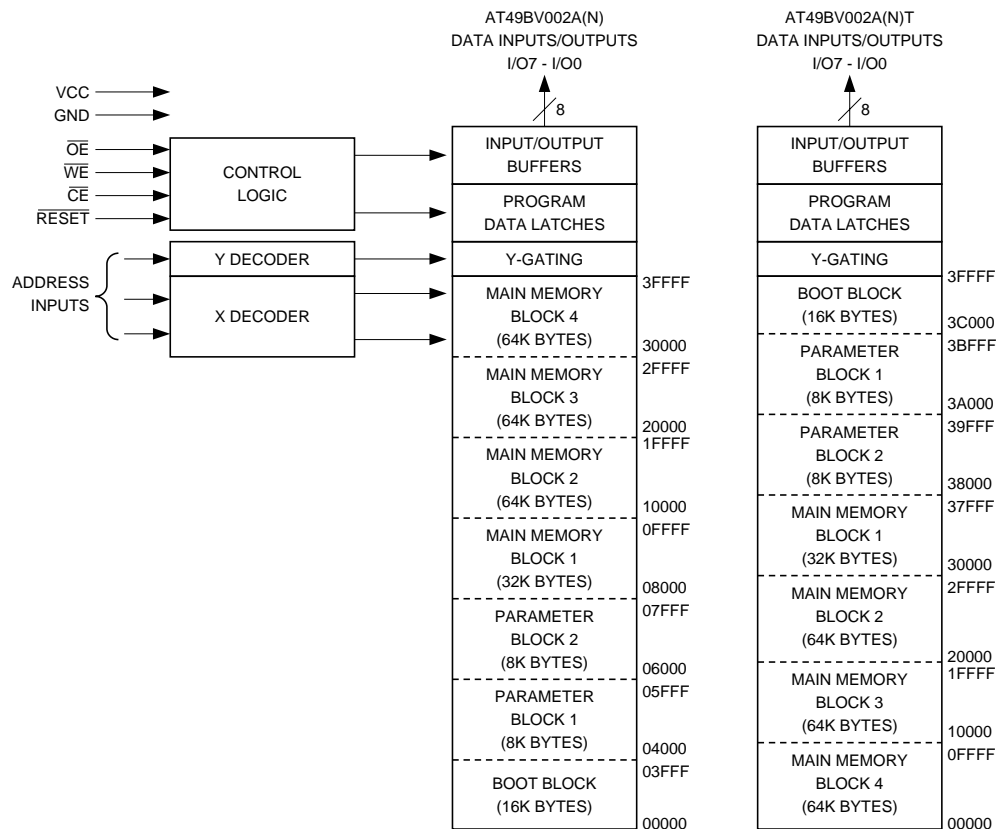 AT49BV002A(N)
DATA INPUTS/OUTPUTS
I/O7 - I/O0
8
AT49BV002A(N)T
DATA INPUTS/OUTPUTS
I/O7 - I/O0
8
VCC
GND
OE
WE
CE
RESET
CONTROL
LOGIC
ADDRESS
INPUTS
Y DECODER
X DECODER
INPUT/OUTPUT
BUFFERS
PROGRAM
DATA LATCHES
Y-GATING
3FFFF
MAIN MEMORY
BLOCK 4
(64K BYTES)
30000
2FFFF
MAIN MEMORY
BLOCK 3
(64K BYTES)
20000
1FFFF
MAIN MEMORY
BLOCK 2
(64K BYTES)
10000
0FFFF
MAIN MEMORY
BLOCK 1
(32K BYTES)
08000
07FFF
PARAMETER
BLOCK 2
(8K BYTES)
06000
05FFF
PARAMETER
BLOCK 1
(8K BYTES)
04000
03FFF
BOOT BLOCK
(16K BYTES)
00000
INPUT/OUTPUT
BUFFERS
PROGRAM
DATA LATCHES
Y-GATING
3FFFF
BOOT BLOCK
(16K BYTES)
3C000
3BFFF
PARAMETER
BLOCK 1
(8K BYTES)
3A000
39FFF
PARAMETER
BLOCK 2
(8K BYTES)
38000
37FFF
MAIN MEMORY
BLOCK 1
(32K BYTES)
30000
2FFFF
MAIN MEMORY
BLOCK 2
(64K BYTES)
20000
1FFFF
MAIN MEMORY
BLOCK 3
(64K BYTES)
10000
0FFFF
MAIN MEMORY
BLOCK 4
(64K BYTES)
00000